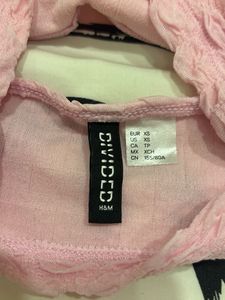 DIVIDED
H&M
EUR XS
US XS
CA TP
MX XCH
CN 155/80A